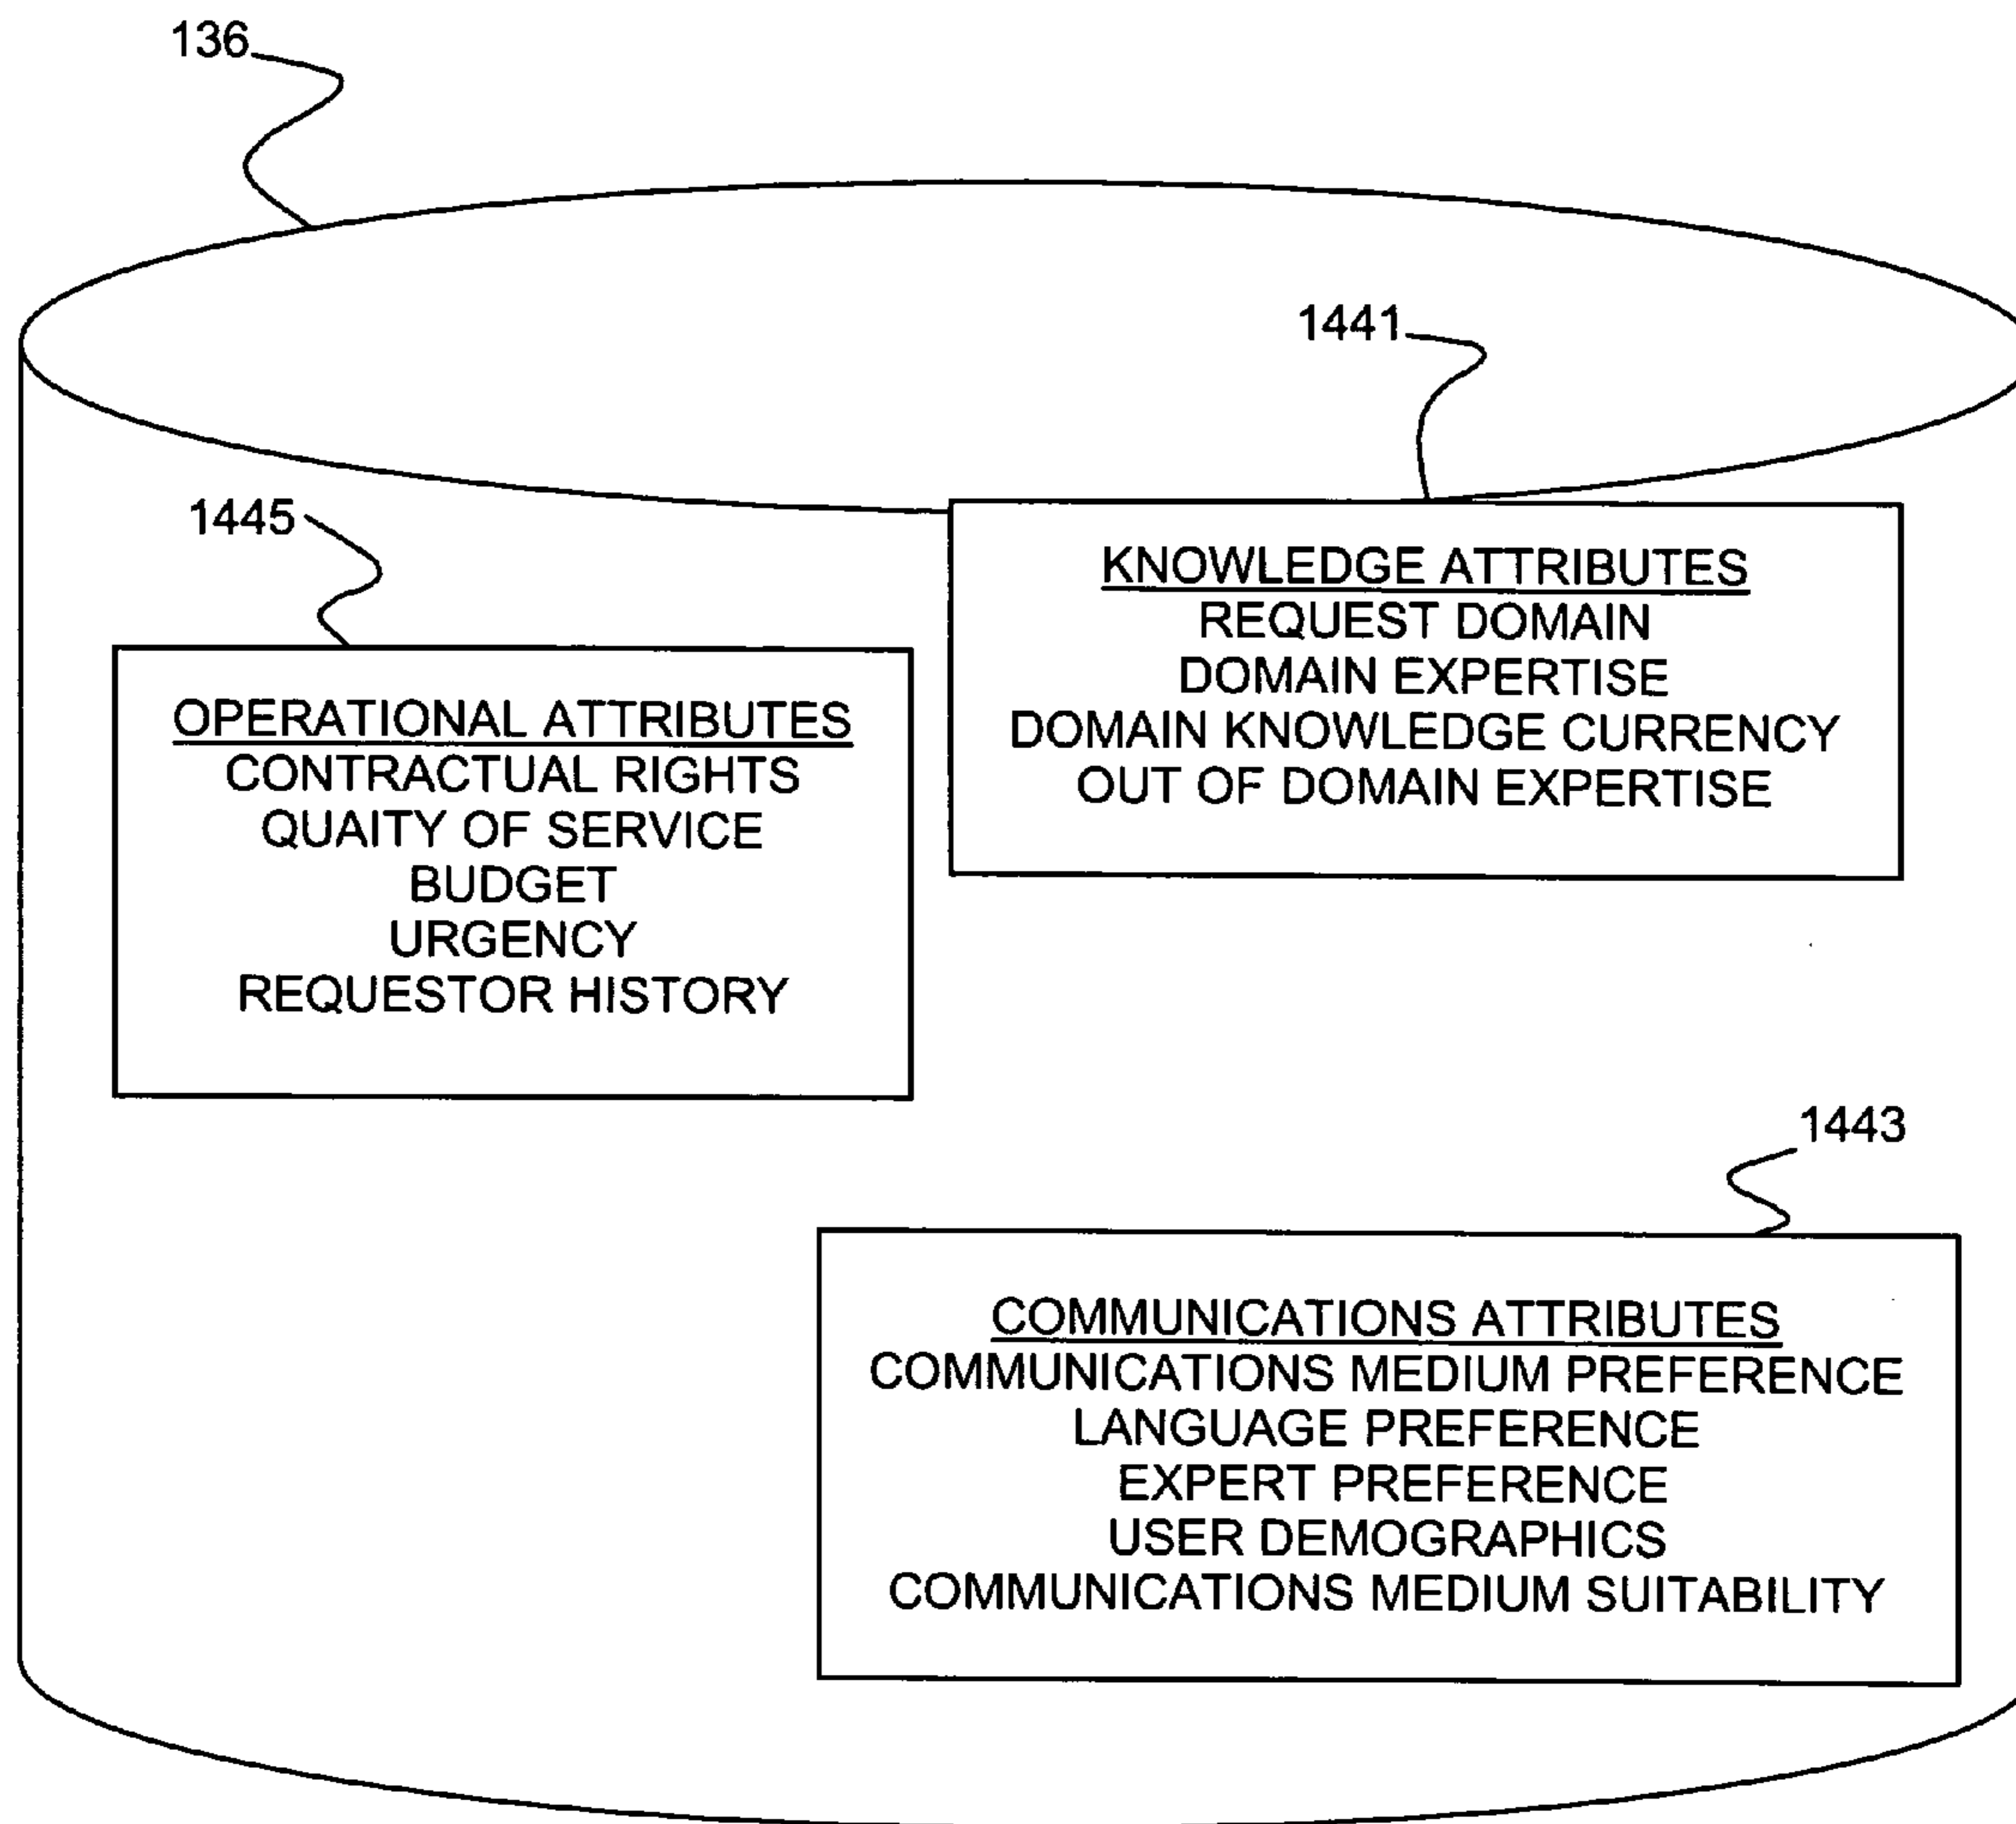 136
1441
1445
KNOWLEDGE ATTRIBUTES
REQUEST DOMAIN
DOMAIN EXPERTISE
DOMAIN KNOWLEDGE CURRENCY
OUT OF DOMAIN EXPERTISE
OPERATIONAL ATTRIBUTES
CONTRACTUAL RIGHTS
QUAITY OF SERVICE
BUDGET
URGENCY
REQUESTOR HISTORY
1443
COMMUNICATIONS ATTRIBUTES
COMMUNICATIONS MEDIUM PREFERENCE
LANGUAGE PREFERENCE
EXPERT PREFERENCE
USER DEMOGRAPHICS
COMMUNICATIONS MEDIUM SUITABILITY